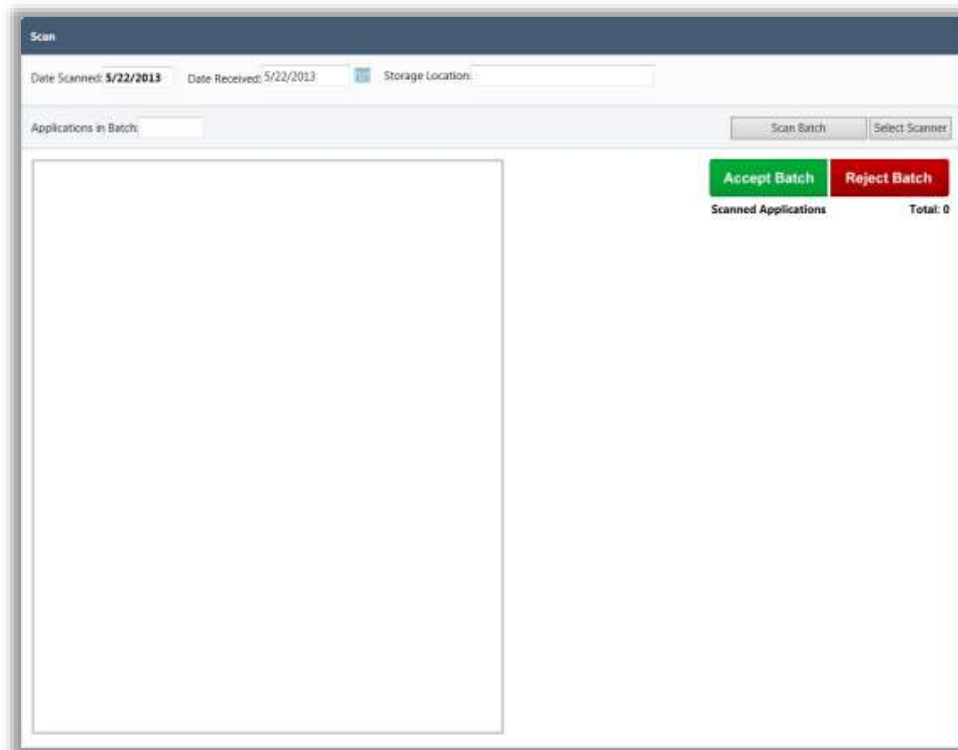 Scan
Date Scanned: 5/22/2013 Date Received: 5/22/2013 Storage Location:
Applications in Batch: Scan Batch Select Scanner
Accept Batch Reject Batch
Scanned Applications Total: 0